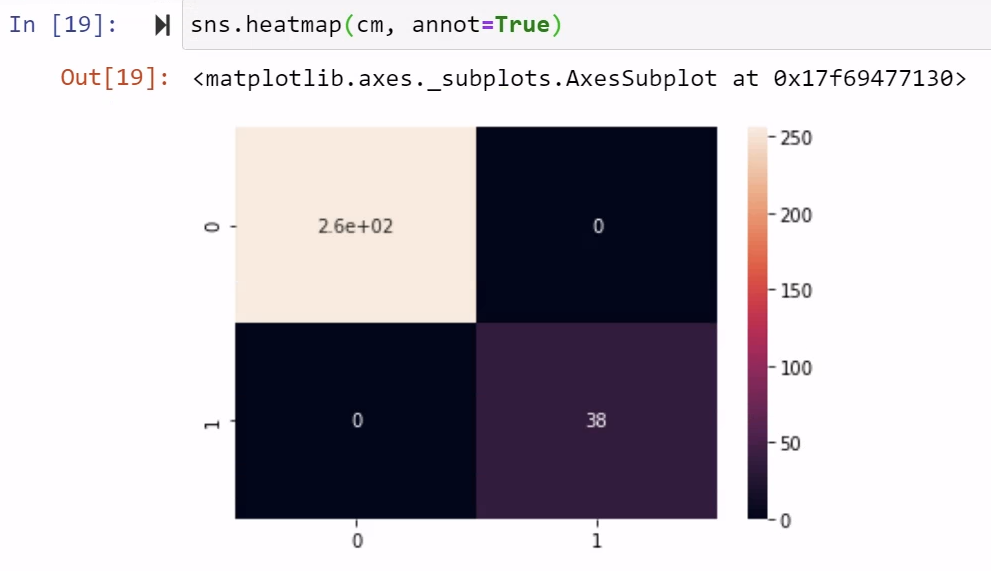 In [19]: sns.heatmap(cm, annot=True)
Out[19]: <matplotlib.axes._subplots.AxesSubplot at 0x17f69477130>
250
200
0 2.6e+02 0
150
100
1 0 38
50
0
0 1